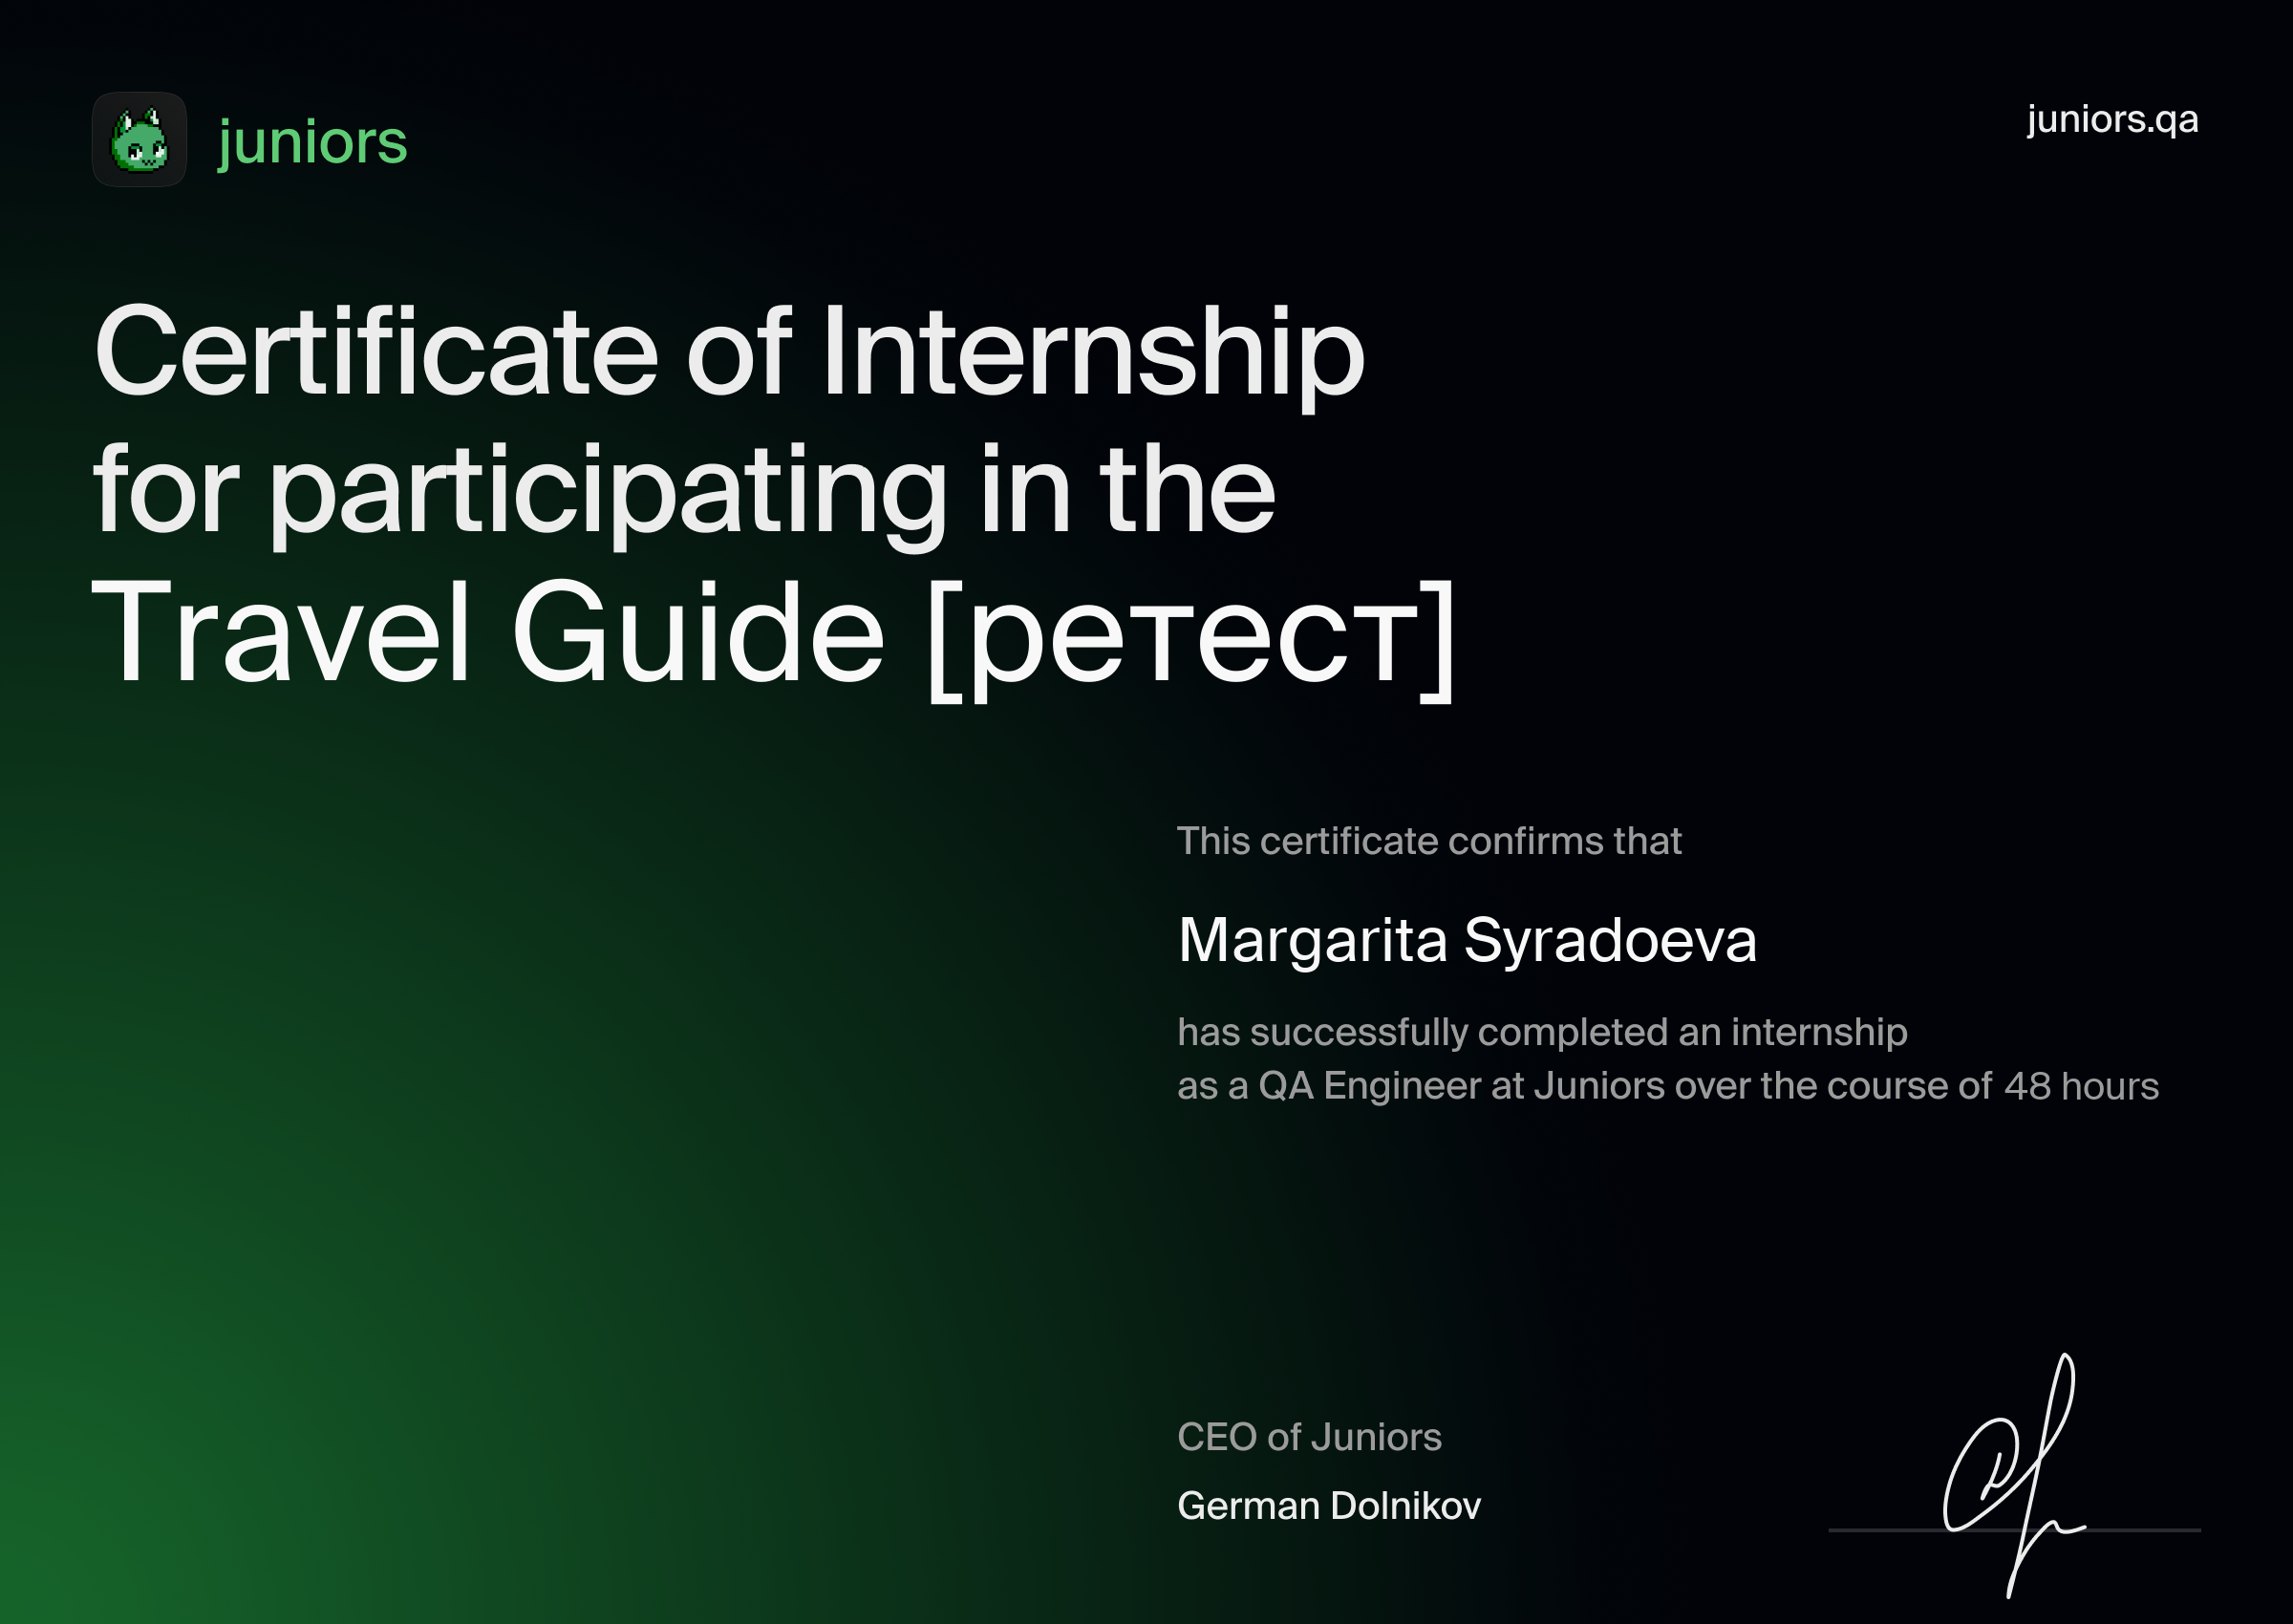 juniors
juniors.qa
Certificate of Internship
for participating in the
Travel Guide [ретест]
This certificate confirms that
Margarita Syradoeva
has successfully completed an internship
as a QA Engineer at Juniors over the course of 48 hours
CEO of Juniors
German Dolnikov